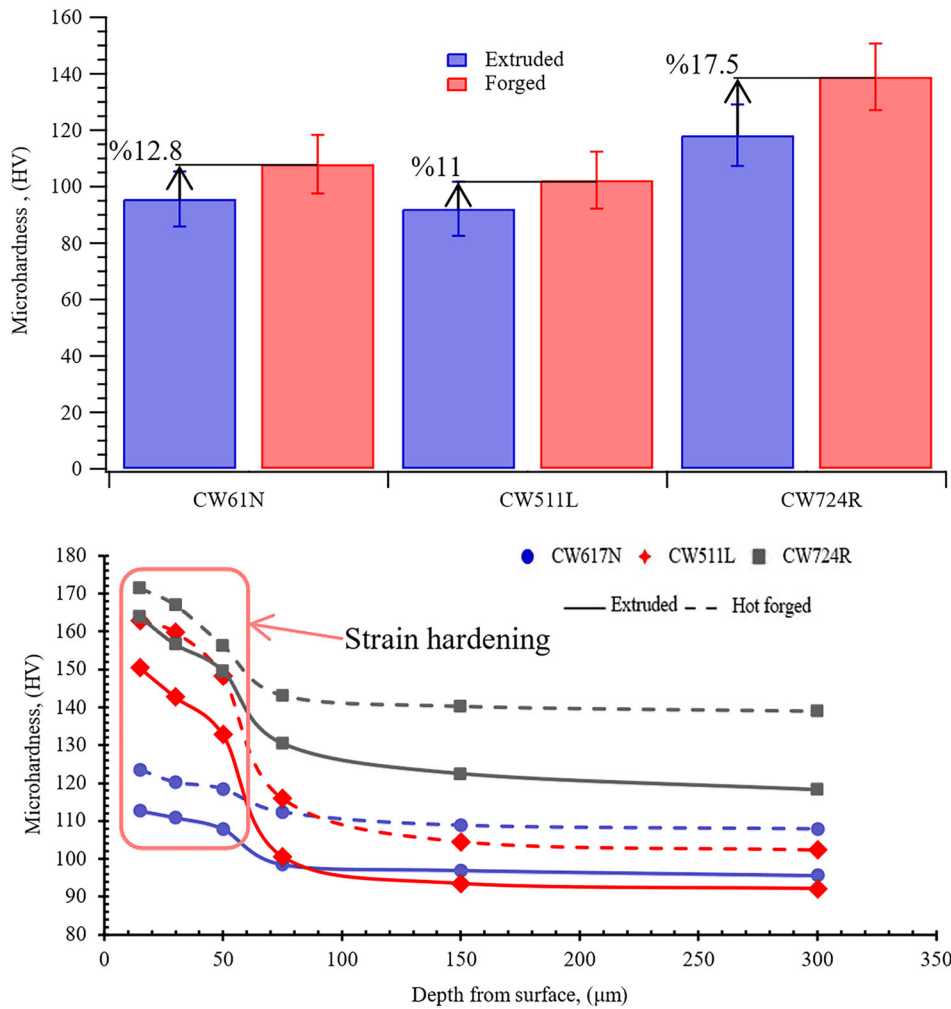 160
140
120
100
80
60
40
20
0
Microhardness , (HV)
Extruded
Forged
%12.8
%11
%17.5
CW61N
CW511L
CW724R
180
170
160
150
140
130
120
110
100
90
80
Microhardness, (HV)
CW617N CW511L CW724R
Extruded Hot forged
Strain hardening
0 50 100 150 200 250 300 350
Depth from surface, (μm)